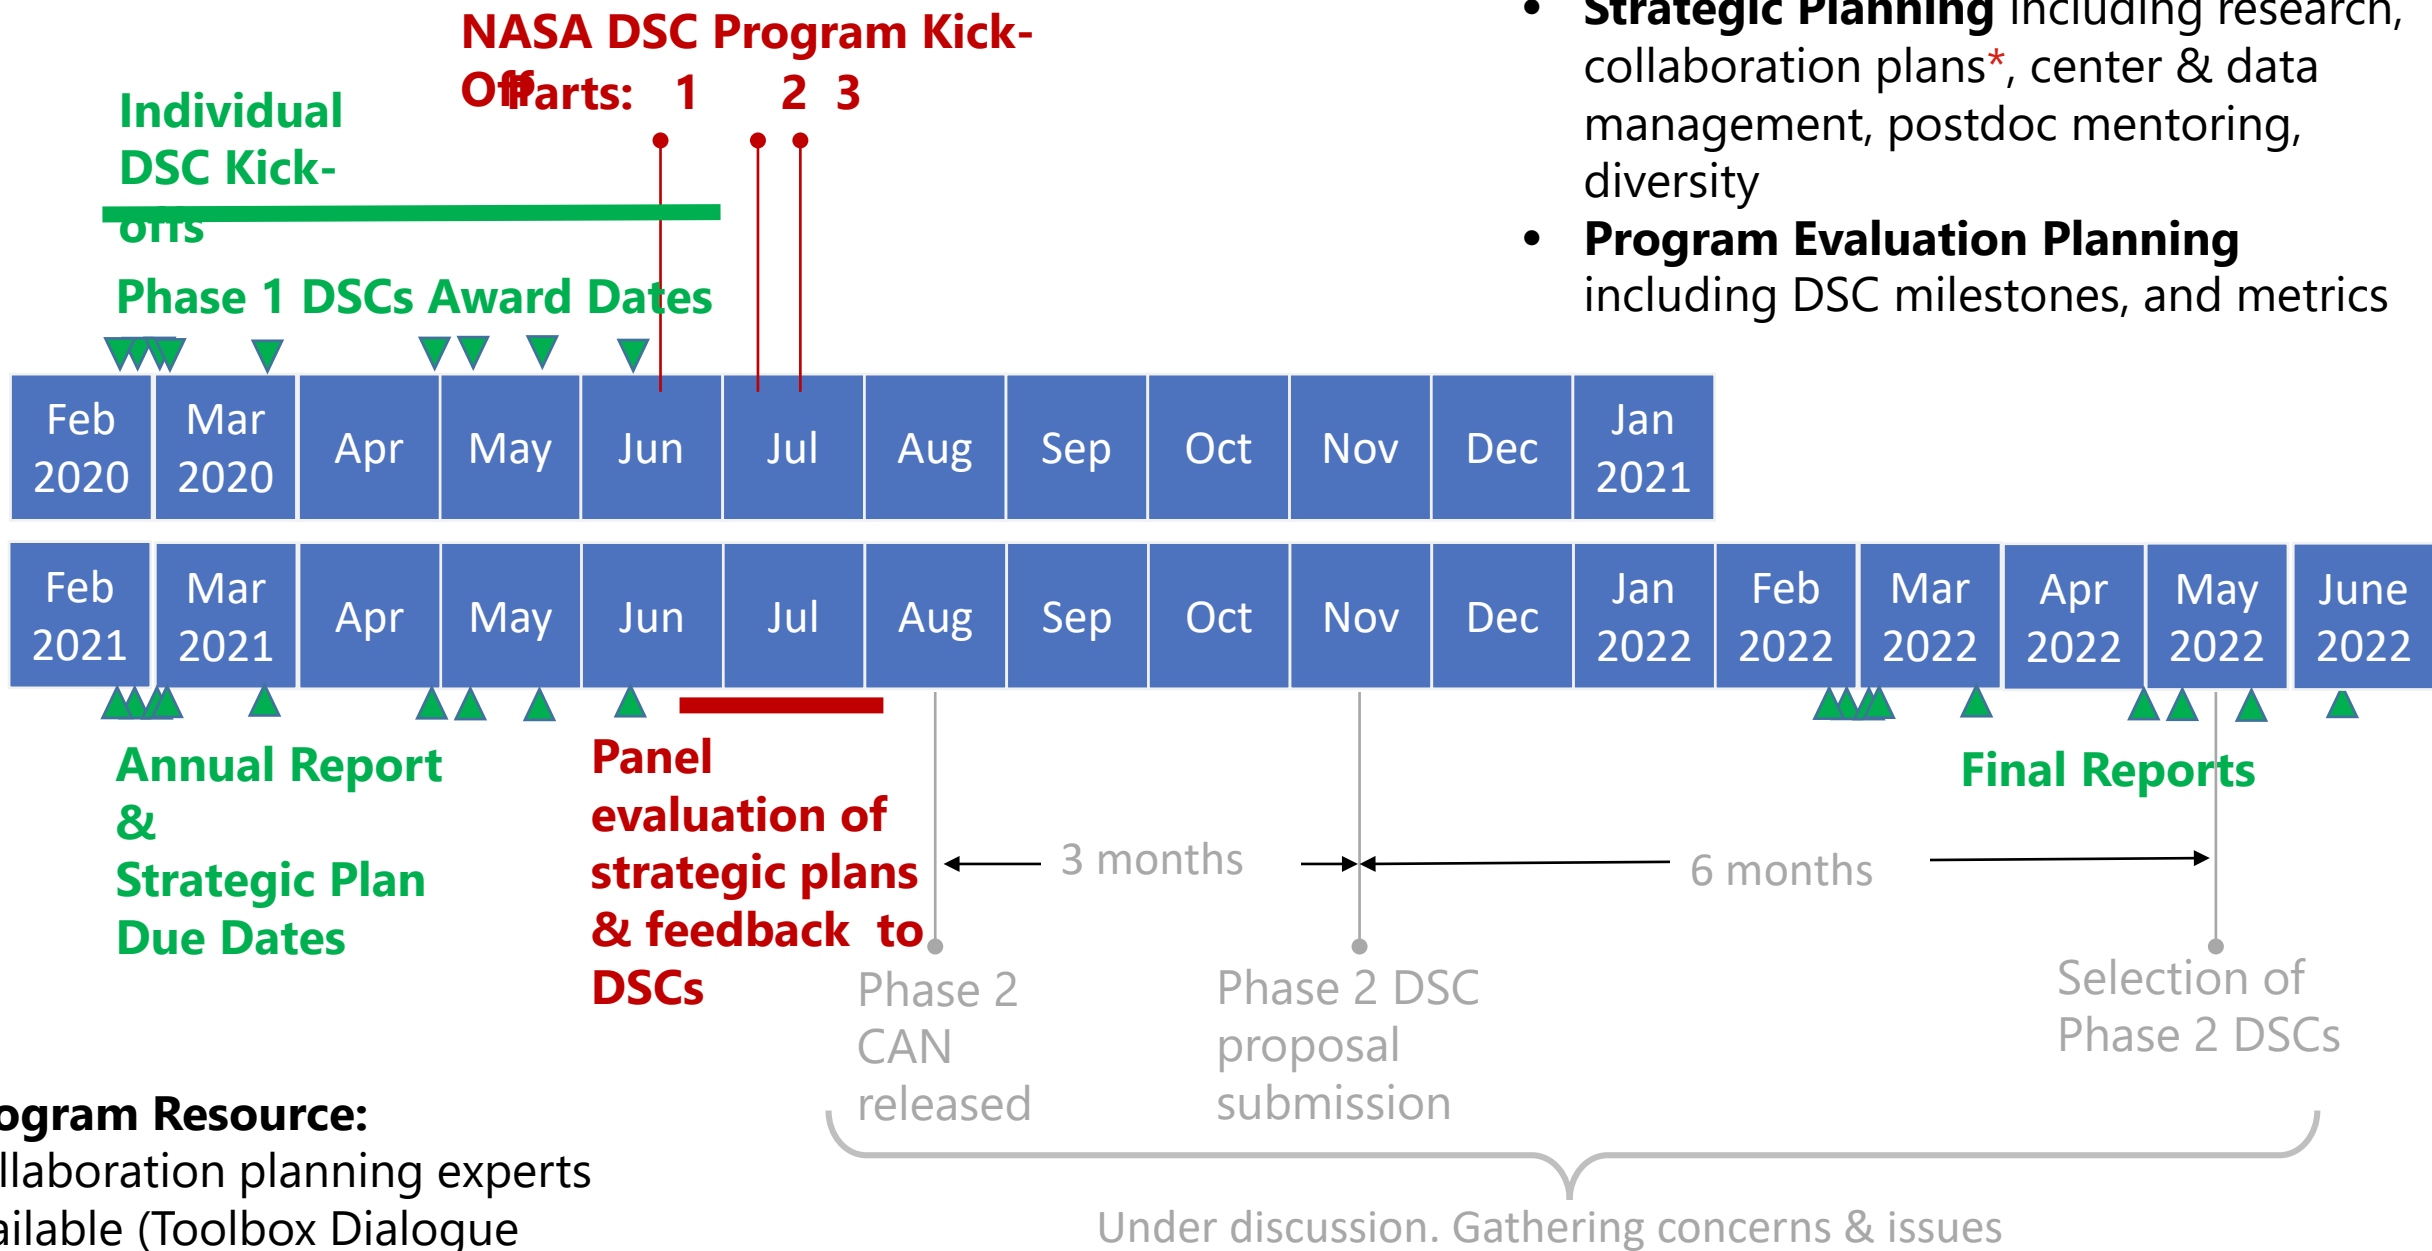 NASA DSC Program Kick-
Off
Parts: 1 2 3
Individual
DSC Kick-
offs
Phase 1 DSCs Award Dates
• Strategic Planning including research,
collaboration plans*, center & data
management, postdoc mentoring,
diversity
• Program Evaluation Planning
including DSC milestones, and metrics
Feb 2020
Mar 2020
Apr
May
Jun
Jul
Aug
Sep
Oct
Nov
Dec
Jan 2021
Feb 2021
Mar 2021
Apr
May
Jun
Jul
Aug
Sep
Oct
Nov
Dec
Jan 2022
Feb 2022
Mar 2022
Apr 2022
May 2022
June 2022
Annual Report
&
Strategic Plan
Due Dates
Panel
evaluation of
strategic plans
& feedback to
DSCs
Final Reports
3 months
6 months
Phase 2
CAN
released
Phase 2 DSC
proposal
submission
Selection of
Phase 2 DSCs
Under discussion. Gathering concerns & issues
ogram Resource:
llaboration planning experts
ailable (Toolbox Dialogue